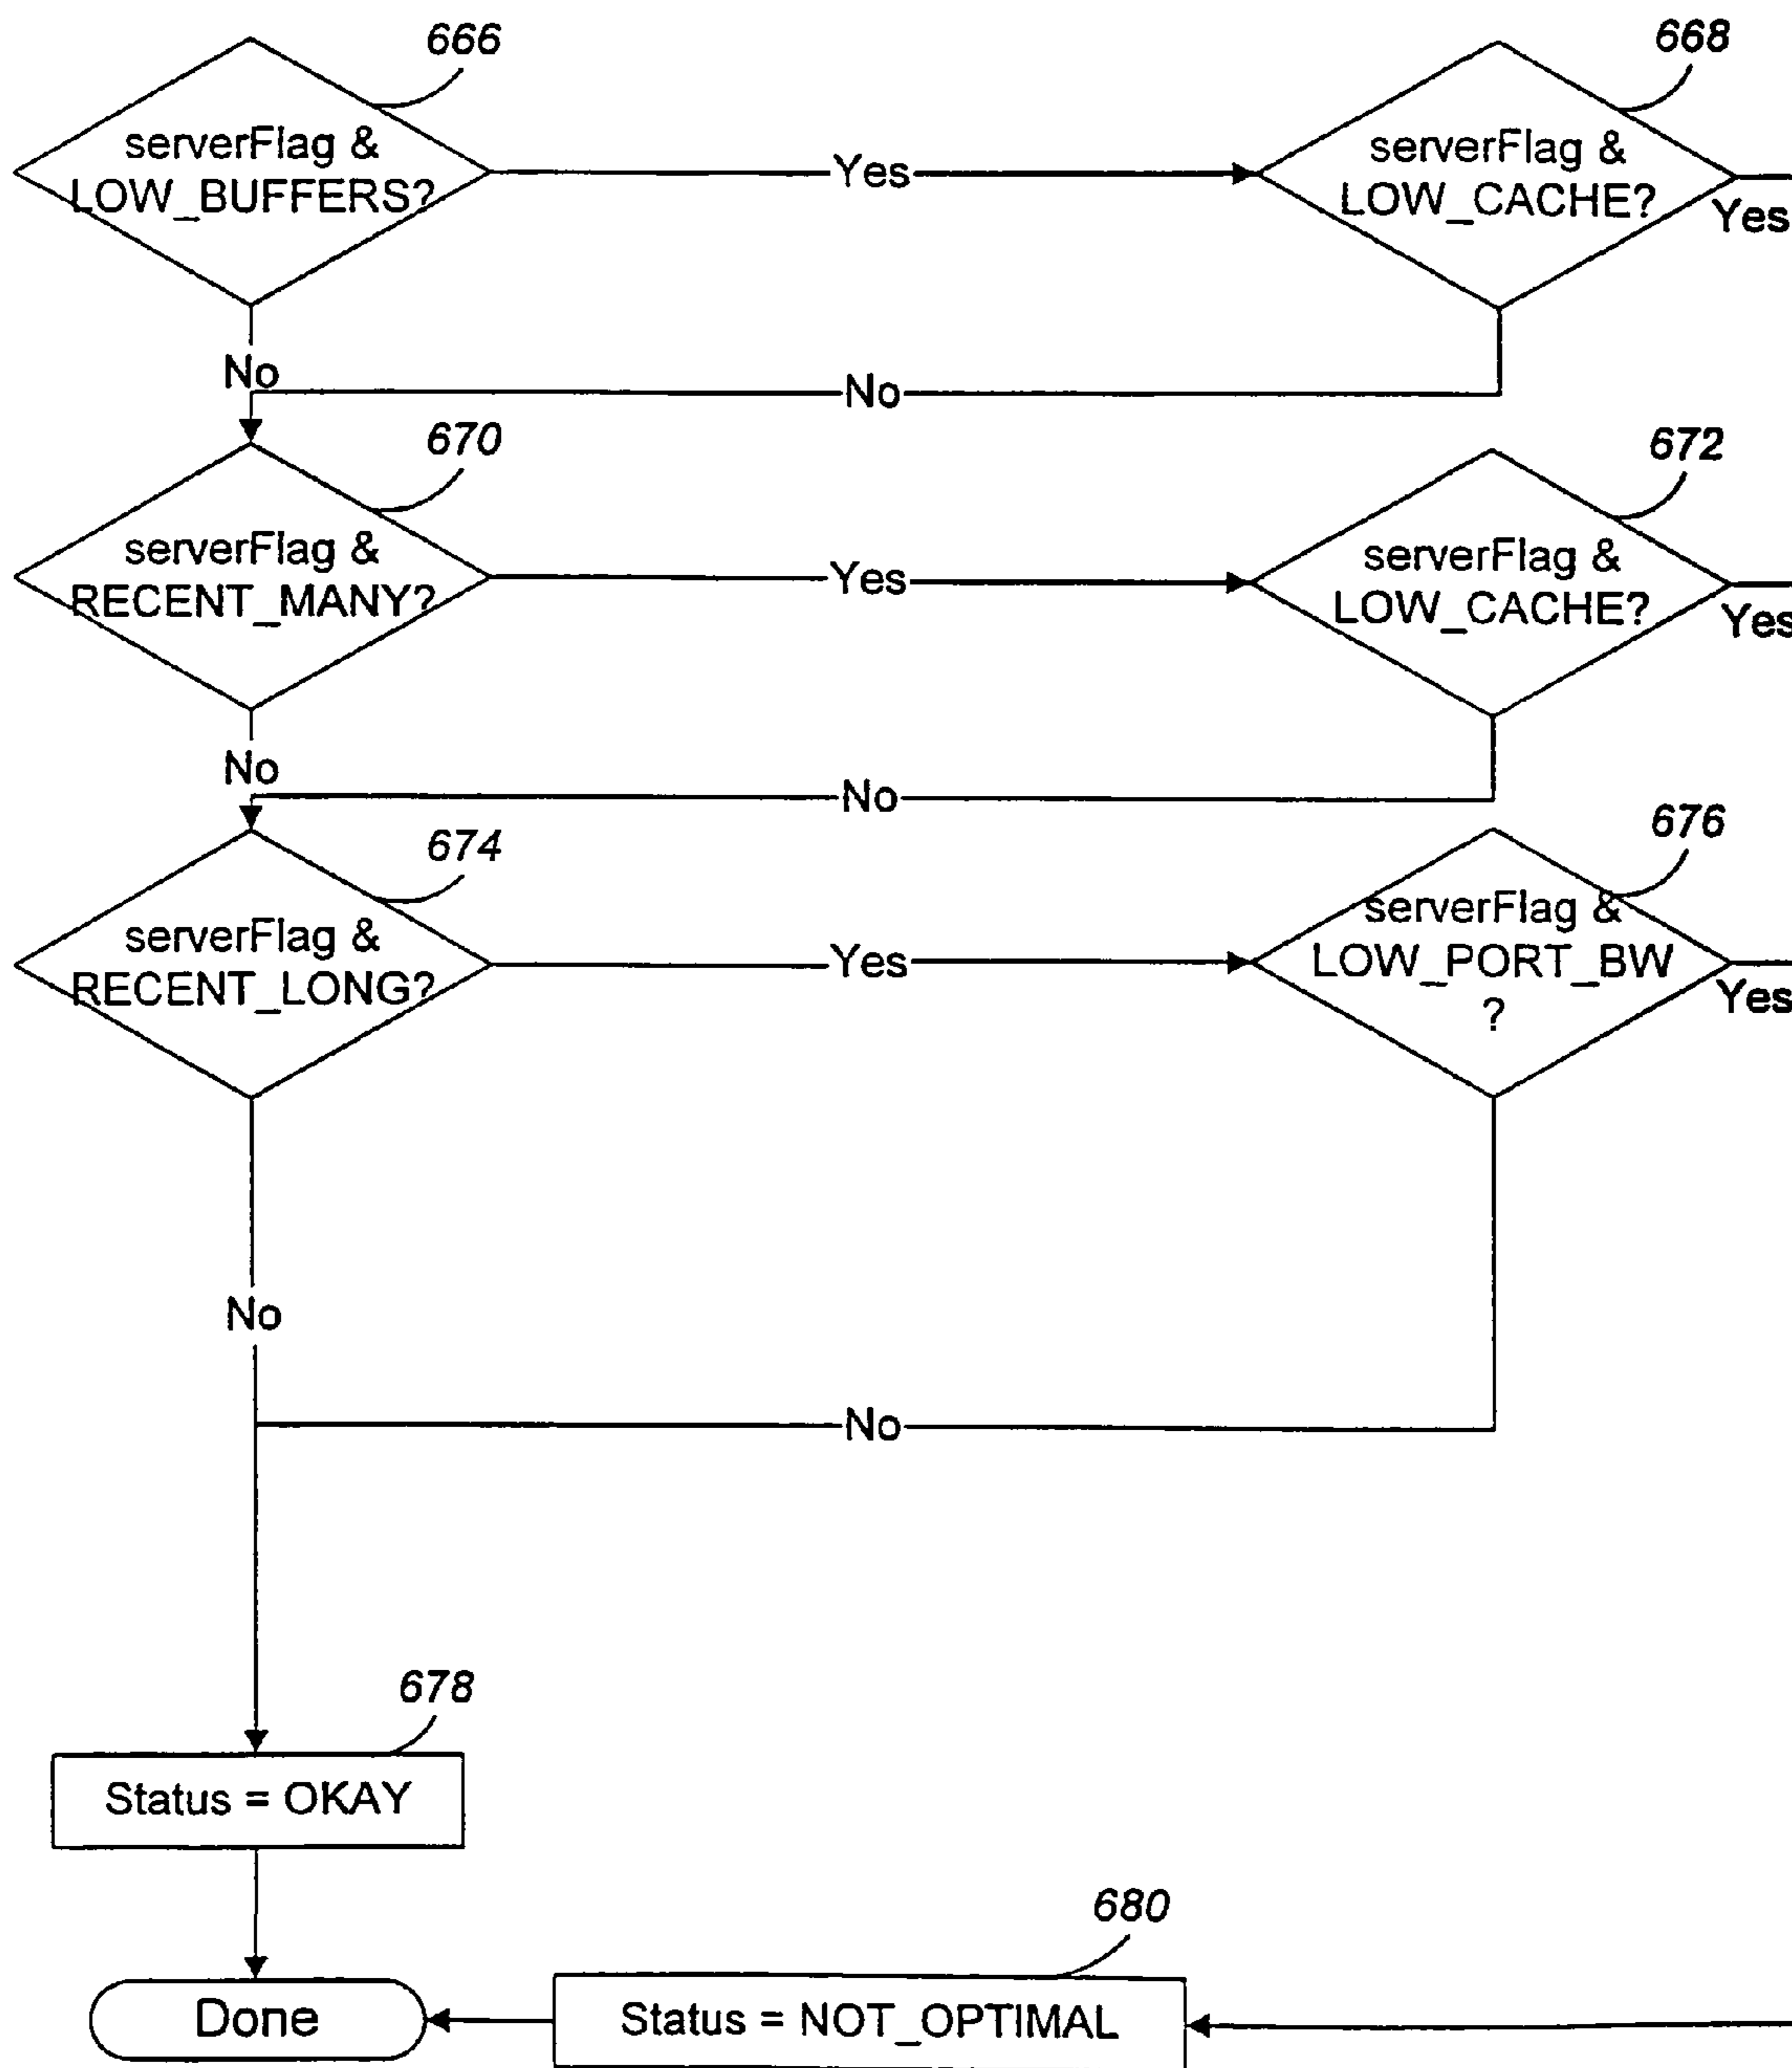 666
668
serverFlag &
LOW_BUFFERS?
Yes
serverFlag &
LOW_CACHE?
Yes
No
No
670
672
serverFlag &
RECENT_MANY?
Yes
serverFlag &
LOW_CACHE?
Yes
No
No
674
676
serverFlag &
RECENT_LONG?
Yes
serverFlag &
LOW_PORT_BW
?
Yes
No
No
678
Status = OKAY
680
Done
Status = NOT_OPTIMAL